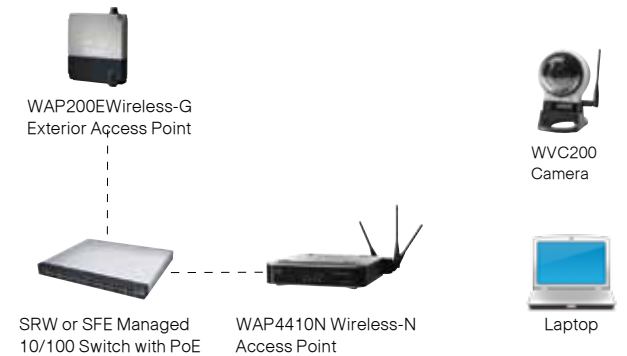 WAP200EWireless-G
Exterior Access Point
WVC200
Camera
SRW or SFE Managed
10/100 Switch with PoE
WAP4410N Wireless-N
Access Point
Laptop